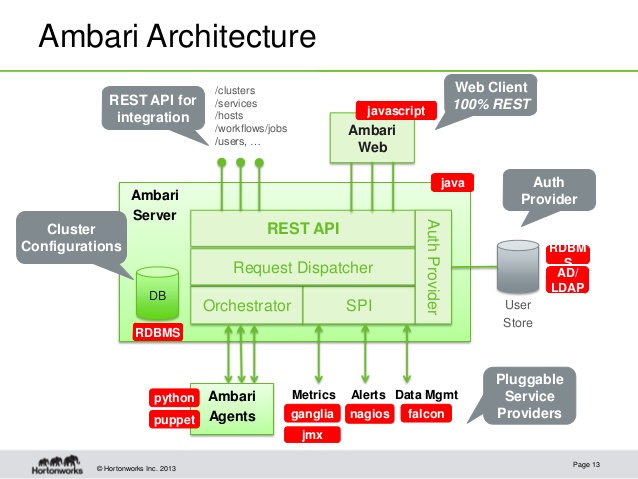 Ambari Architecture
REST API for
integration
/clusters
/services
/hosts
/workflows/jobs
/users, …
javascript
Ambari
Web
Web Client
100% REST
java
Auth
Provider
Ambari
Server
Cluster
Configurations
REST API
Request Dispatcher
Orchestrator
SPI
Auth Provider
DB
RDBMS
RDBM
S
AD/
LDAP
User
Store
python
puppet
Ambari
Agents
Metrics
ganglia
jmx
Alerts
nagios
Data Mgmt
falcon
Pluggable
Service
Providers
Hortonworks
© Hortonworks Inc. 2013
Page 13